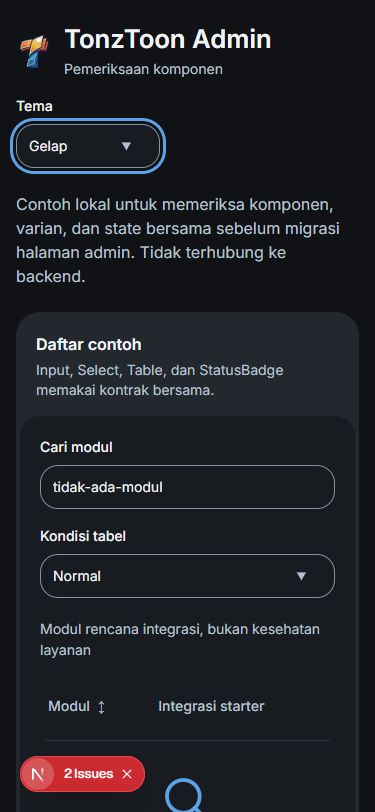 TonzToon Admin
Pemeriksaan komponen
Tema
Gelap
Contoh lokal untuk memeriksa komponen,
varian, dan state bersama sebelum migrasi
halaman admin. Tidak terhubung ke
backend.
Daftar contoh
Input, Select, Table, dan StatusBadge
memakai kontrak bersama.
Cari modul
tidak-ada-modul
Kondisi tabel
Normal
Modul rencana integrasi, bukan kesehatan
layanan
Modul Integrasi starter
N 2 Issues